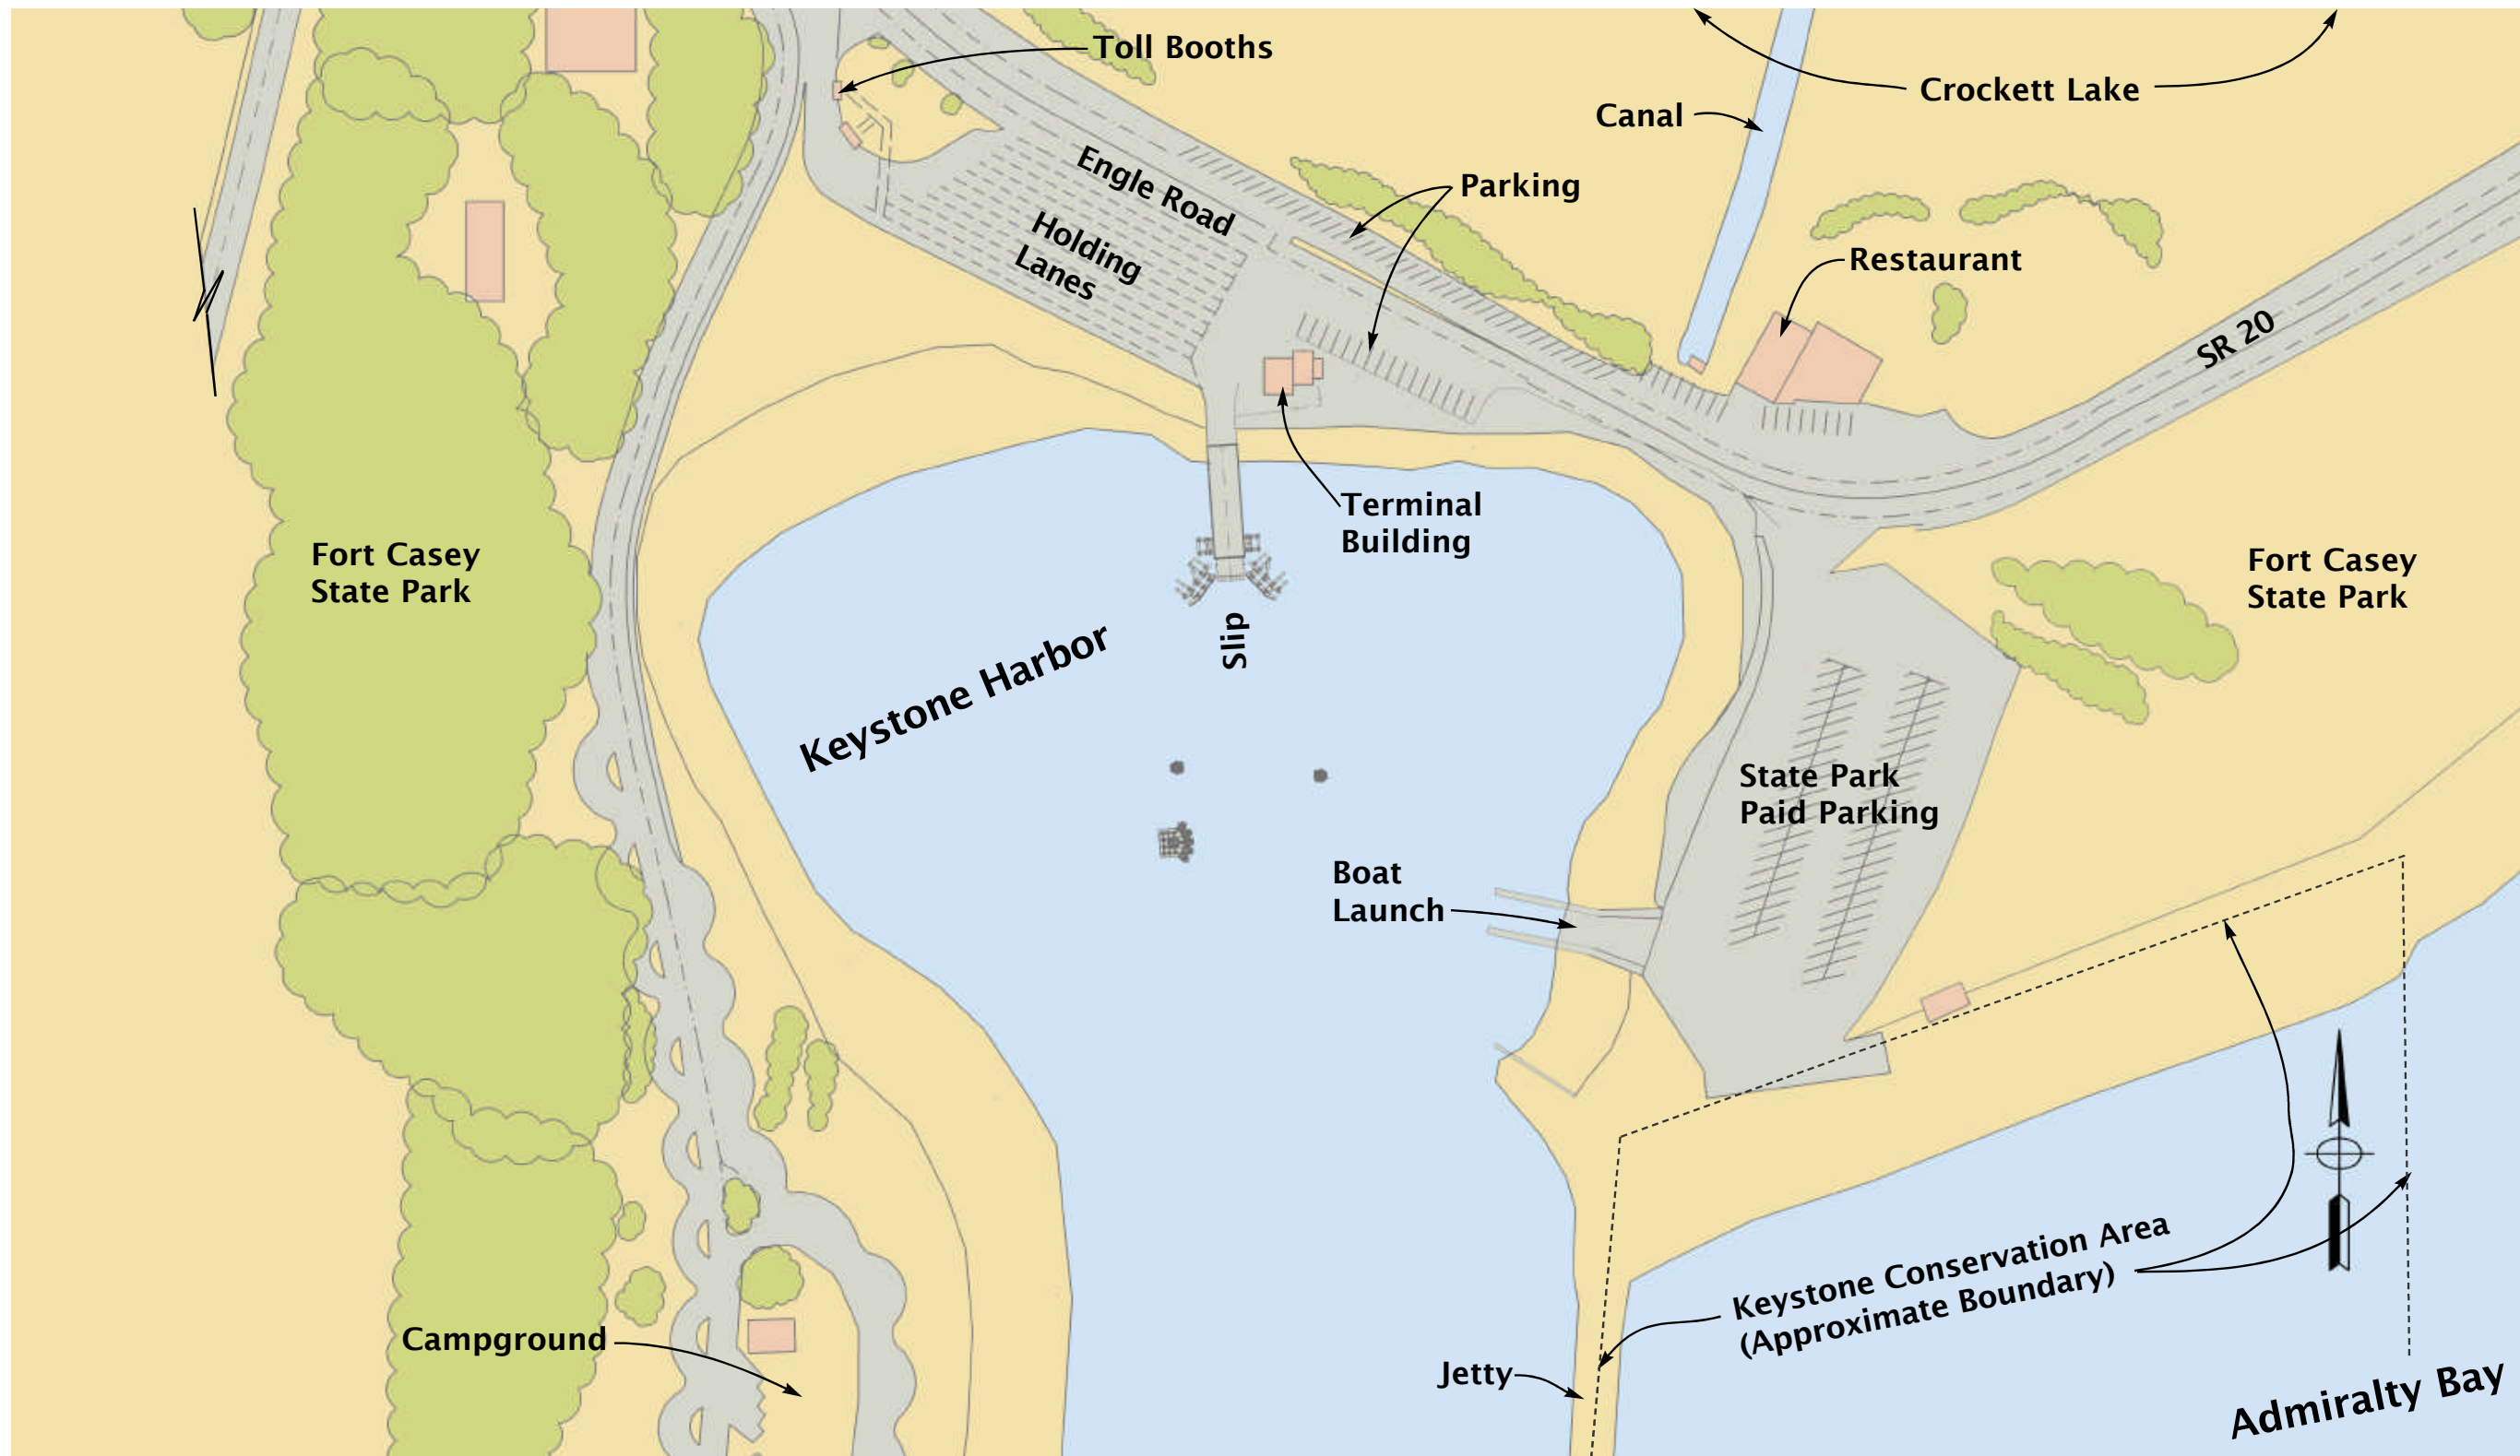 Toll Booths
Crockett Lake
Canal
Engle Road
Parking
Holding
Lanes
Restaurant
SR 20
Terminal
Building
Fort Casey
State Park
Fort Casey
State Park
Slip
Keystone Harbor
State Park
Paid Parking
Boat
Launch
Keystone Conservation Area
(Approximate Boundary)
Campground
Jetty
Admiralty Bay